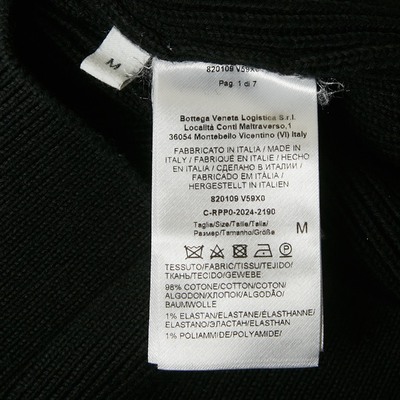 M
820109 V59X0
Pag. 1 di 7
Bottega Veneta Logistica S.r.l.
Località Conti Maltraverso,1
36054 Montebello Vicentino (VI) Italy
FABBRICATO IN ITALIA / MADE IN
ITALY / FABRIQUÉ EN ITALIE / HECHO
EN ITALIA / СДЕЛАНО В ИТАЛИИ /
FABRICADO EM ITÁLIA /
HERGESTELLT IN ITALIEN
820109 V59X0
C-RPP0-2024-2190
Taglia/Size/Taille/Talla/
Размер/Tamanho/Größe
M
TESSUTO/FABRIC/TISSU/TEJIDO/
ТКАНЬ/TECIDO/GEWEBE
98% COTONE/COTTON/COTON/
ALGODON/ХЛОПОК/ALGODÃO/
BAUMWOLLE
1% ELASTAN/ELASTANE/ÉLASTHANNE/
ELASTANO/ЭЛАСТАН/ELASTHAN
1% POLIAMMIDE/POLYAMIDE/